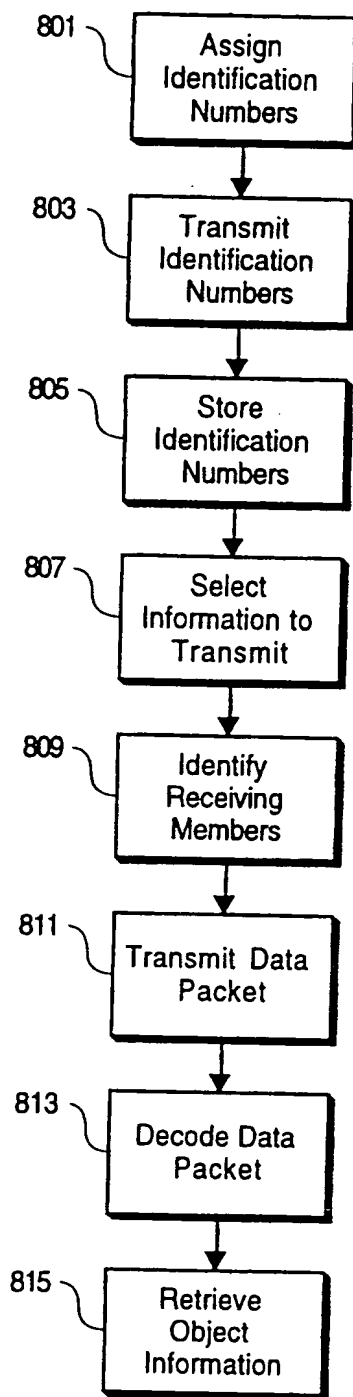 801
Assign
Identification
Numbers
803
Transmit
Identification
Numbers
805
Store
Identification
Numbers
807
Select
Information to
Transmit
809
Identify
Receiving
Members
811
Transmit Data
Packet
813
Decode Data
Packet
815
Retrieve
Object
Information